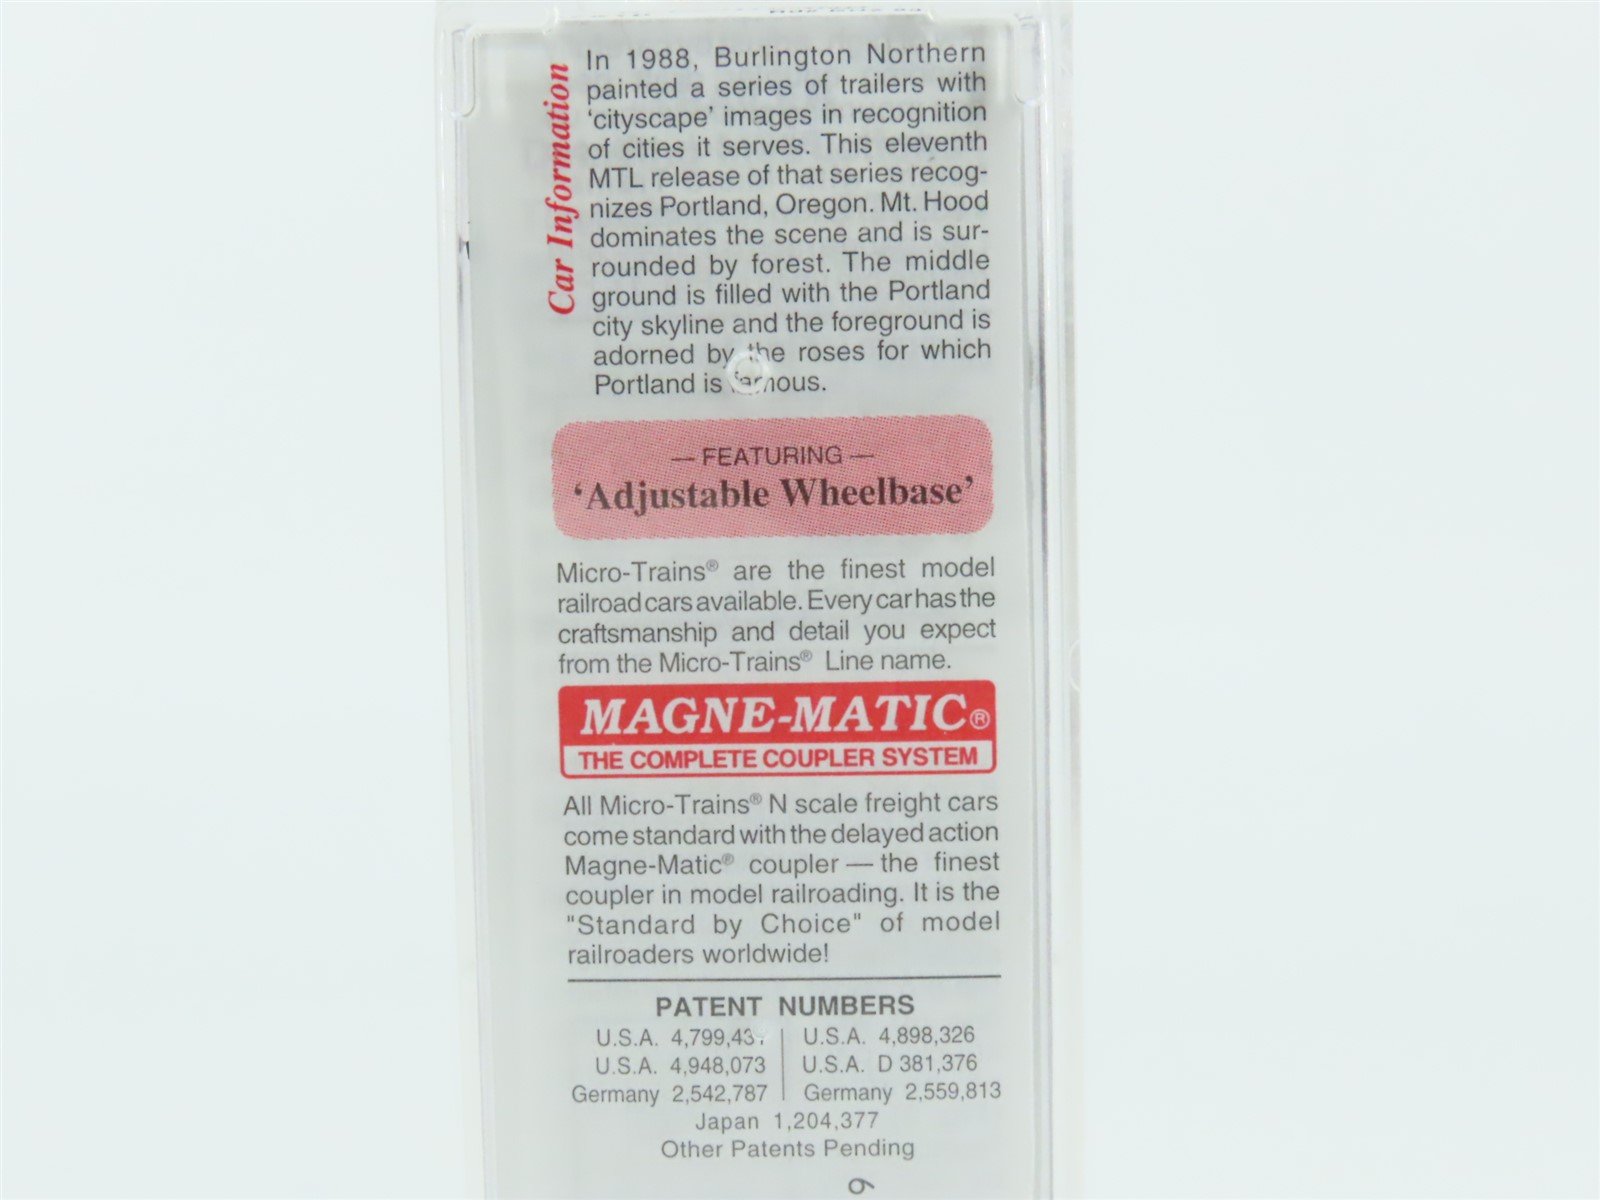 Car Information
In 1988, Burlington Northern
painted a series of trailers with
‘cityscape’ images in recognition
of cities it serves. This eleventh
MTL release of that series recog-
nizes Portland, Oregon. Mt. Hood
dominates the scene and is sur-
rounded by forest. The middle
ground is filled with the Portland
city skyline and the foreground is
adorned by the roses for which
Portland is famous.
— FEATURING —
‘Adjustable Wheelbase’
Micro-Trains® are the finest model
railroad cars available. Every car has the
craftsmanship and detail you expect
from the Micro-Trains® Line name.
MAGNE-MATIC®
THE COMPLETE COUPLER SYSTEM
All Micro-Trains® N scale freight cars
come standard with the delayed action
Magne-Matic® coupler — the finest
coupler in model railroading. It is the
"Standard by Choice" of model
railroaders worldwide!
PATENT NUMBERS
U.S.A. 4,799,431 | U.S.A. 4,898,326
U.S.A. 4,948,073 | U.S.A. D 381,376
Germany 2,542,787 | Germany 2,559,813
Japan 1,204,377
Other Patents Pending